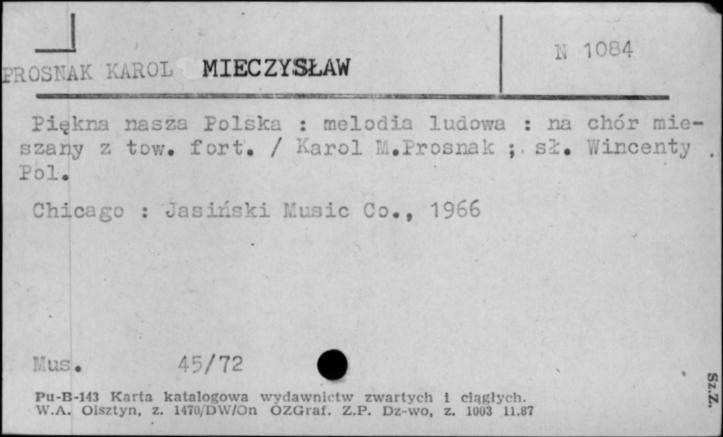 N 1084
PROSNAK KAROL MIECZYSŁAW
Piękna nasza Polska : melodia ludowa : na chór mie-
szany z tow. fort. / Karol M.Prosnak ; sł. Wincenty
Pol.
Chicago : Jasiński Music Co., 1966
Mus. 45/72
Pu-B-143 Karta katalogowa wydawnictw zwartych i ciągłych.
W.A. Olsztyn, z. 1470/DW/On OZGraf. Z.P. Dz-wo, z. 1003 11.87
Sz.Z.